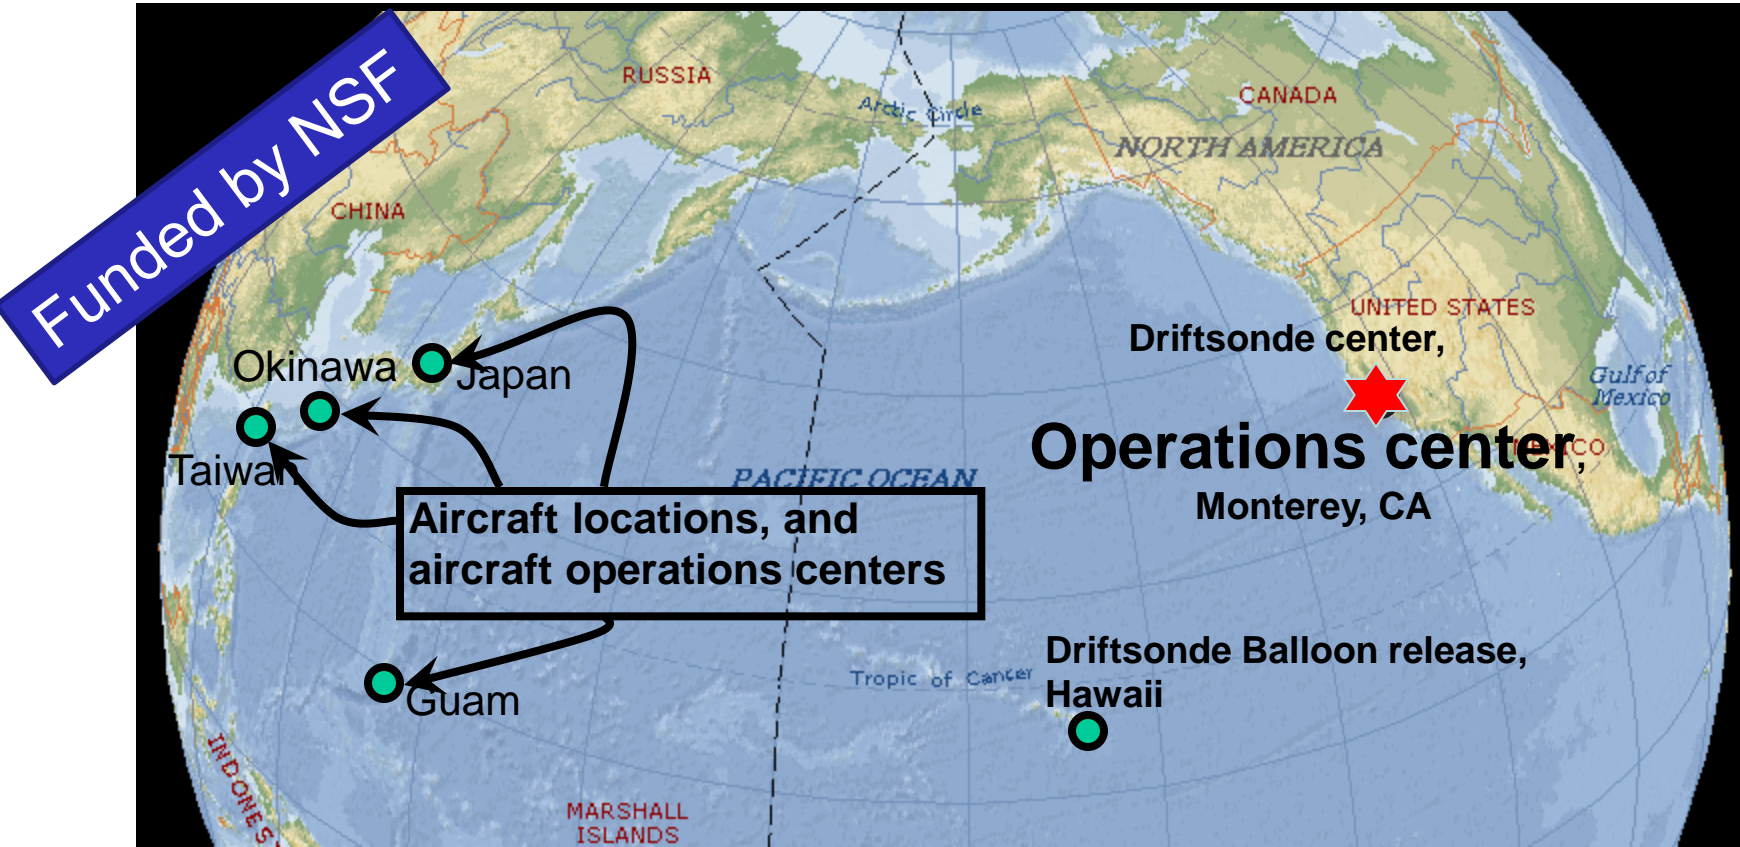 Funded by NSF
RUSSIA
Arctic Circle
CANADA
NORTH AMERICA
CHINA
UNITED STATES
Driftsonde center,
Okinawa
Japan
Gulf of
Mexico
Operations center,
Taiwan
PACIFIC OCEAN
Monterey, CA
Aircraft locations, and
aircraft operations centers
Driftsonde Balloon release,
Hawaii
Tropic of Cancer
Guam
MARSHALL
ISLANDS